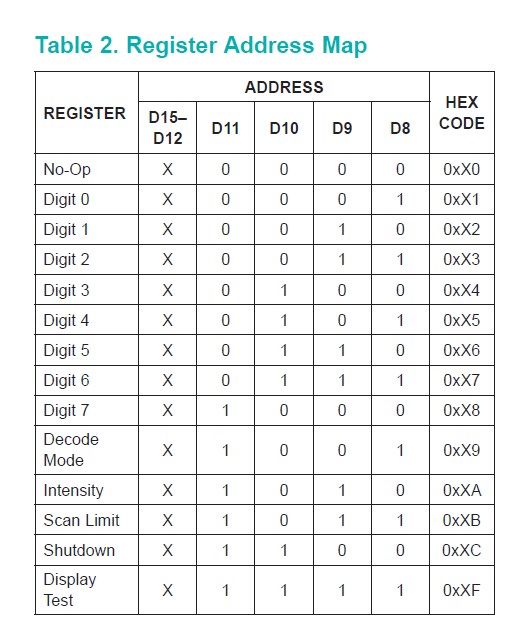 Table 2. Register Address Map
REGISTER ADDRESS HEX CODE
D15–D12 D11 D10 D9 D8
No-Op X 0 0 0 0 0xX0
Digit 0 X 0 0 0 1 0xX1
Digit 1 X 0 0 1 0 0xX2
Digit 2 X 0 0 1 1 0xX3
Digit 3 X 0 1 0 0 0xX4
Digit 4 X 0 1 0 1 0xX5
Digit 5 X 0 1 1 0 0xX6
Digit 6 X 0 1 1 1 0xX7
Digit 7 X 1 0 0 0 0xX8
Decode Mode X 1 0 0 1 0xX9
Intensity X 1 0 1 0 0xXA
Scan Limit X 1 0 1 1 0xXB
Shutdown X 1 1 0 0 0xXC
Display Test X 1 1 1 1 0xXF